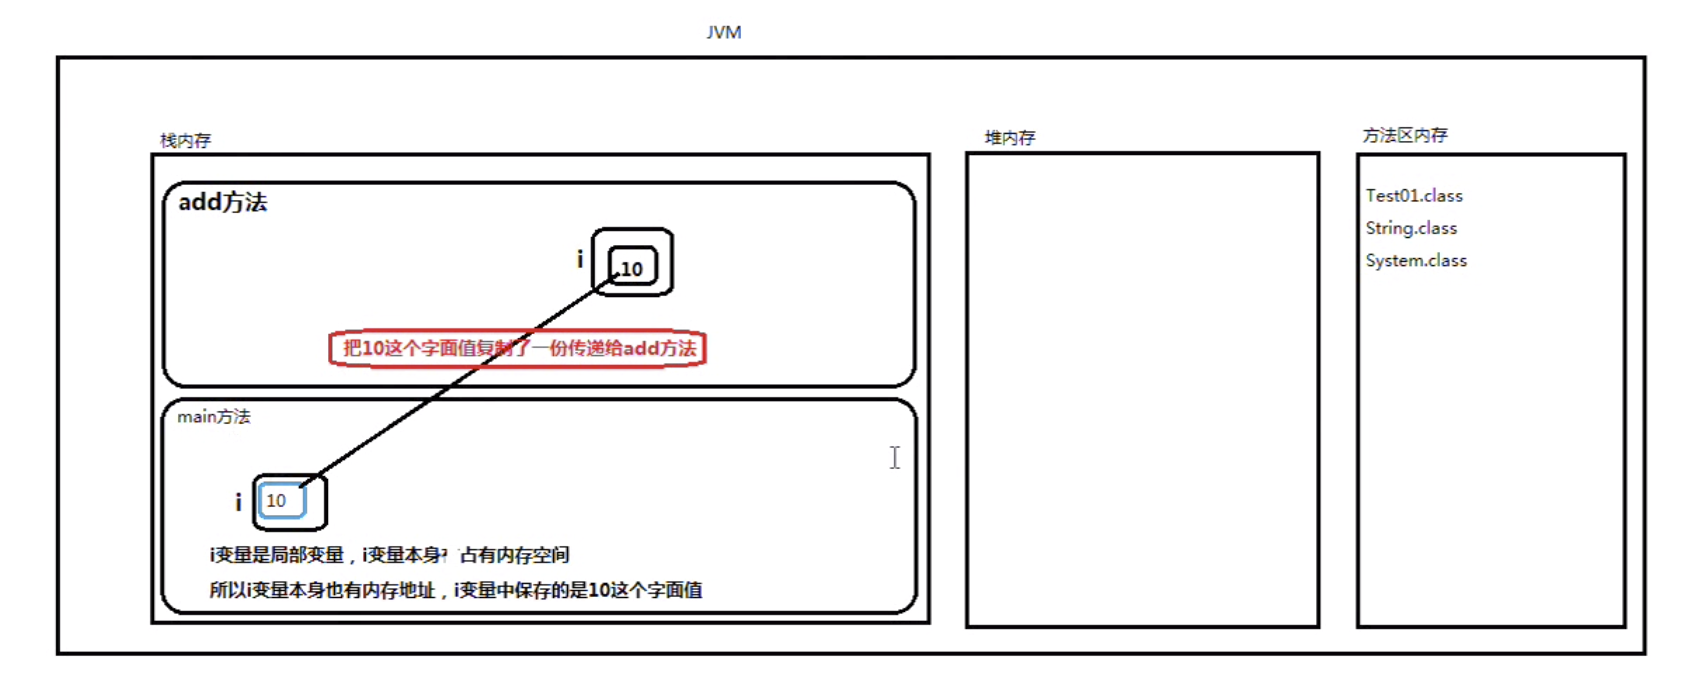 JVM
栈内存
add方法
i
10
把10这个字面值复制了一份传递给add方法
main方法
i
10
i变量是局部变量，i变量本身 占有内存空间
所以i变量本身也有内存地址，i变量中保存的是10这个字面值
堆内存
方法区内存
Test01.class
String.class
System.class